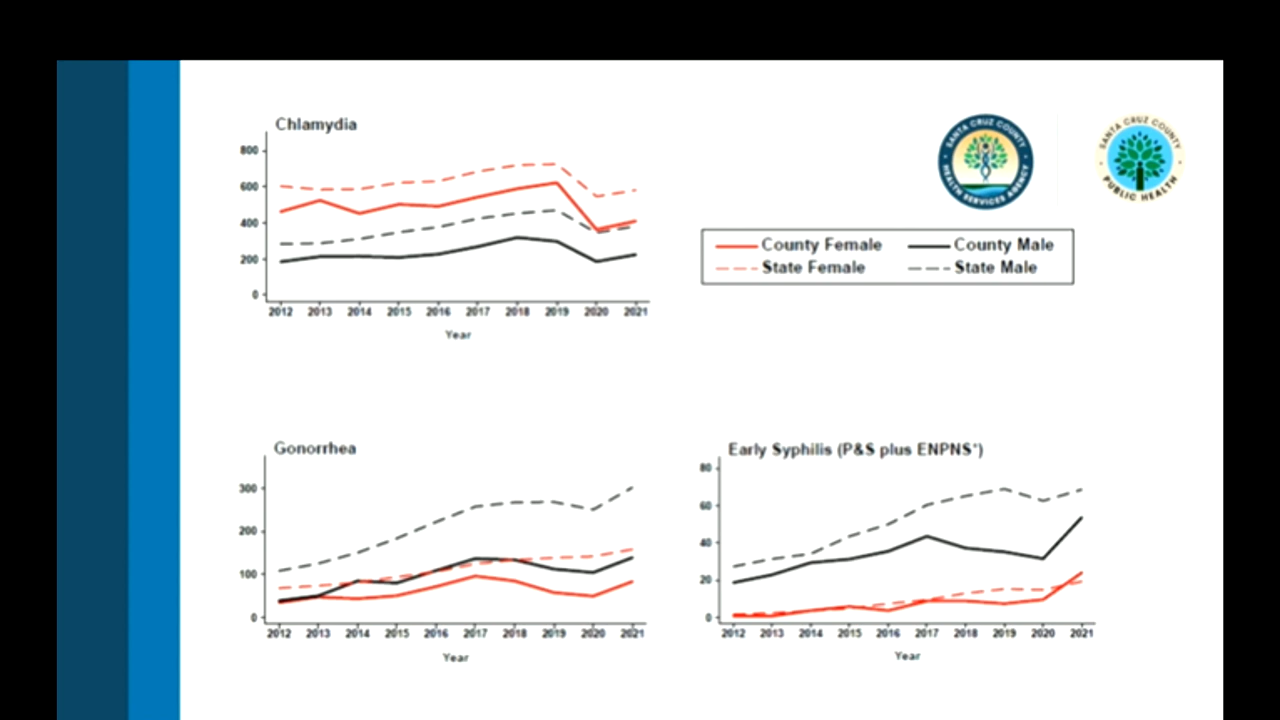 Chlamydia
800
600
400
200
0
2012 2013 2014 2015 2016 2017 2018 2019 2020 2021
Year
SANTA CRUZ COUNTY
HEALTH SERVICES AGENCY
SANTA CRUZ COUNTY
PUBLIC HEALTH
County Female County Male
State Female State Male
Gonorrhea
300
200
100
0
2012 2013 2014 2015 2016 2017 2018 2019 2020 2021
Year
Early Syphilis (P&S plus ENPNS*)
80
60
40
20
0
2012 2013 2014 2015 2016 2017 2018 2019 2020 2021
Year